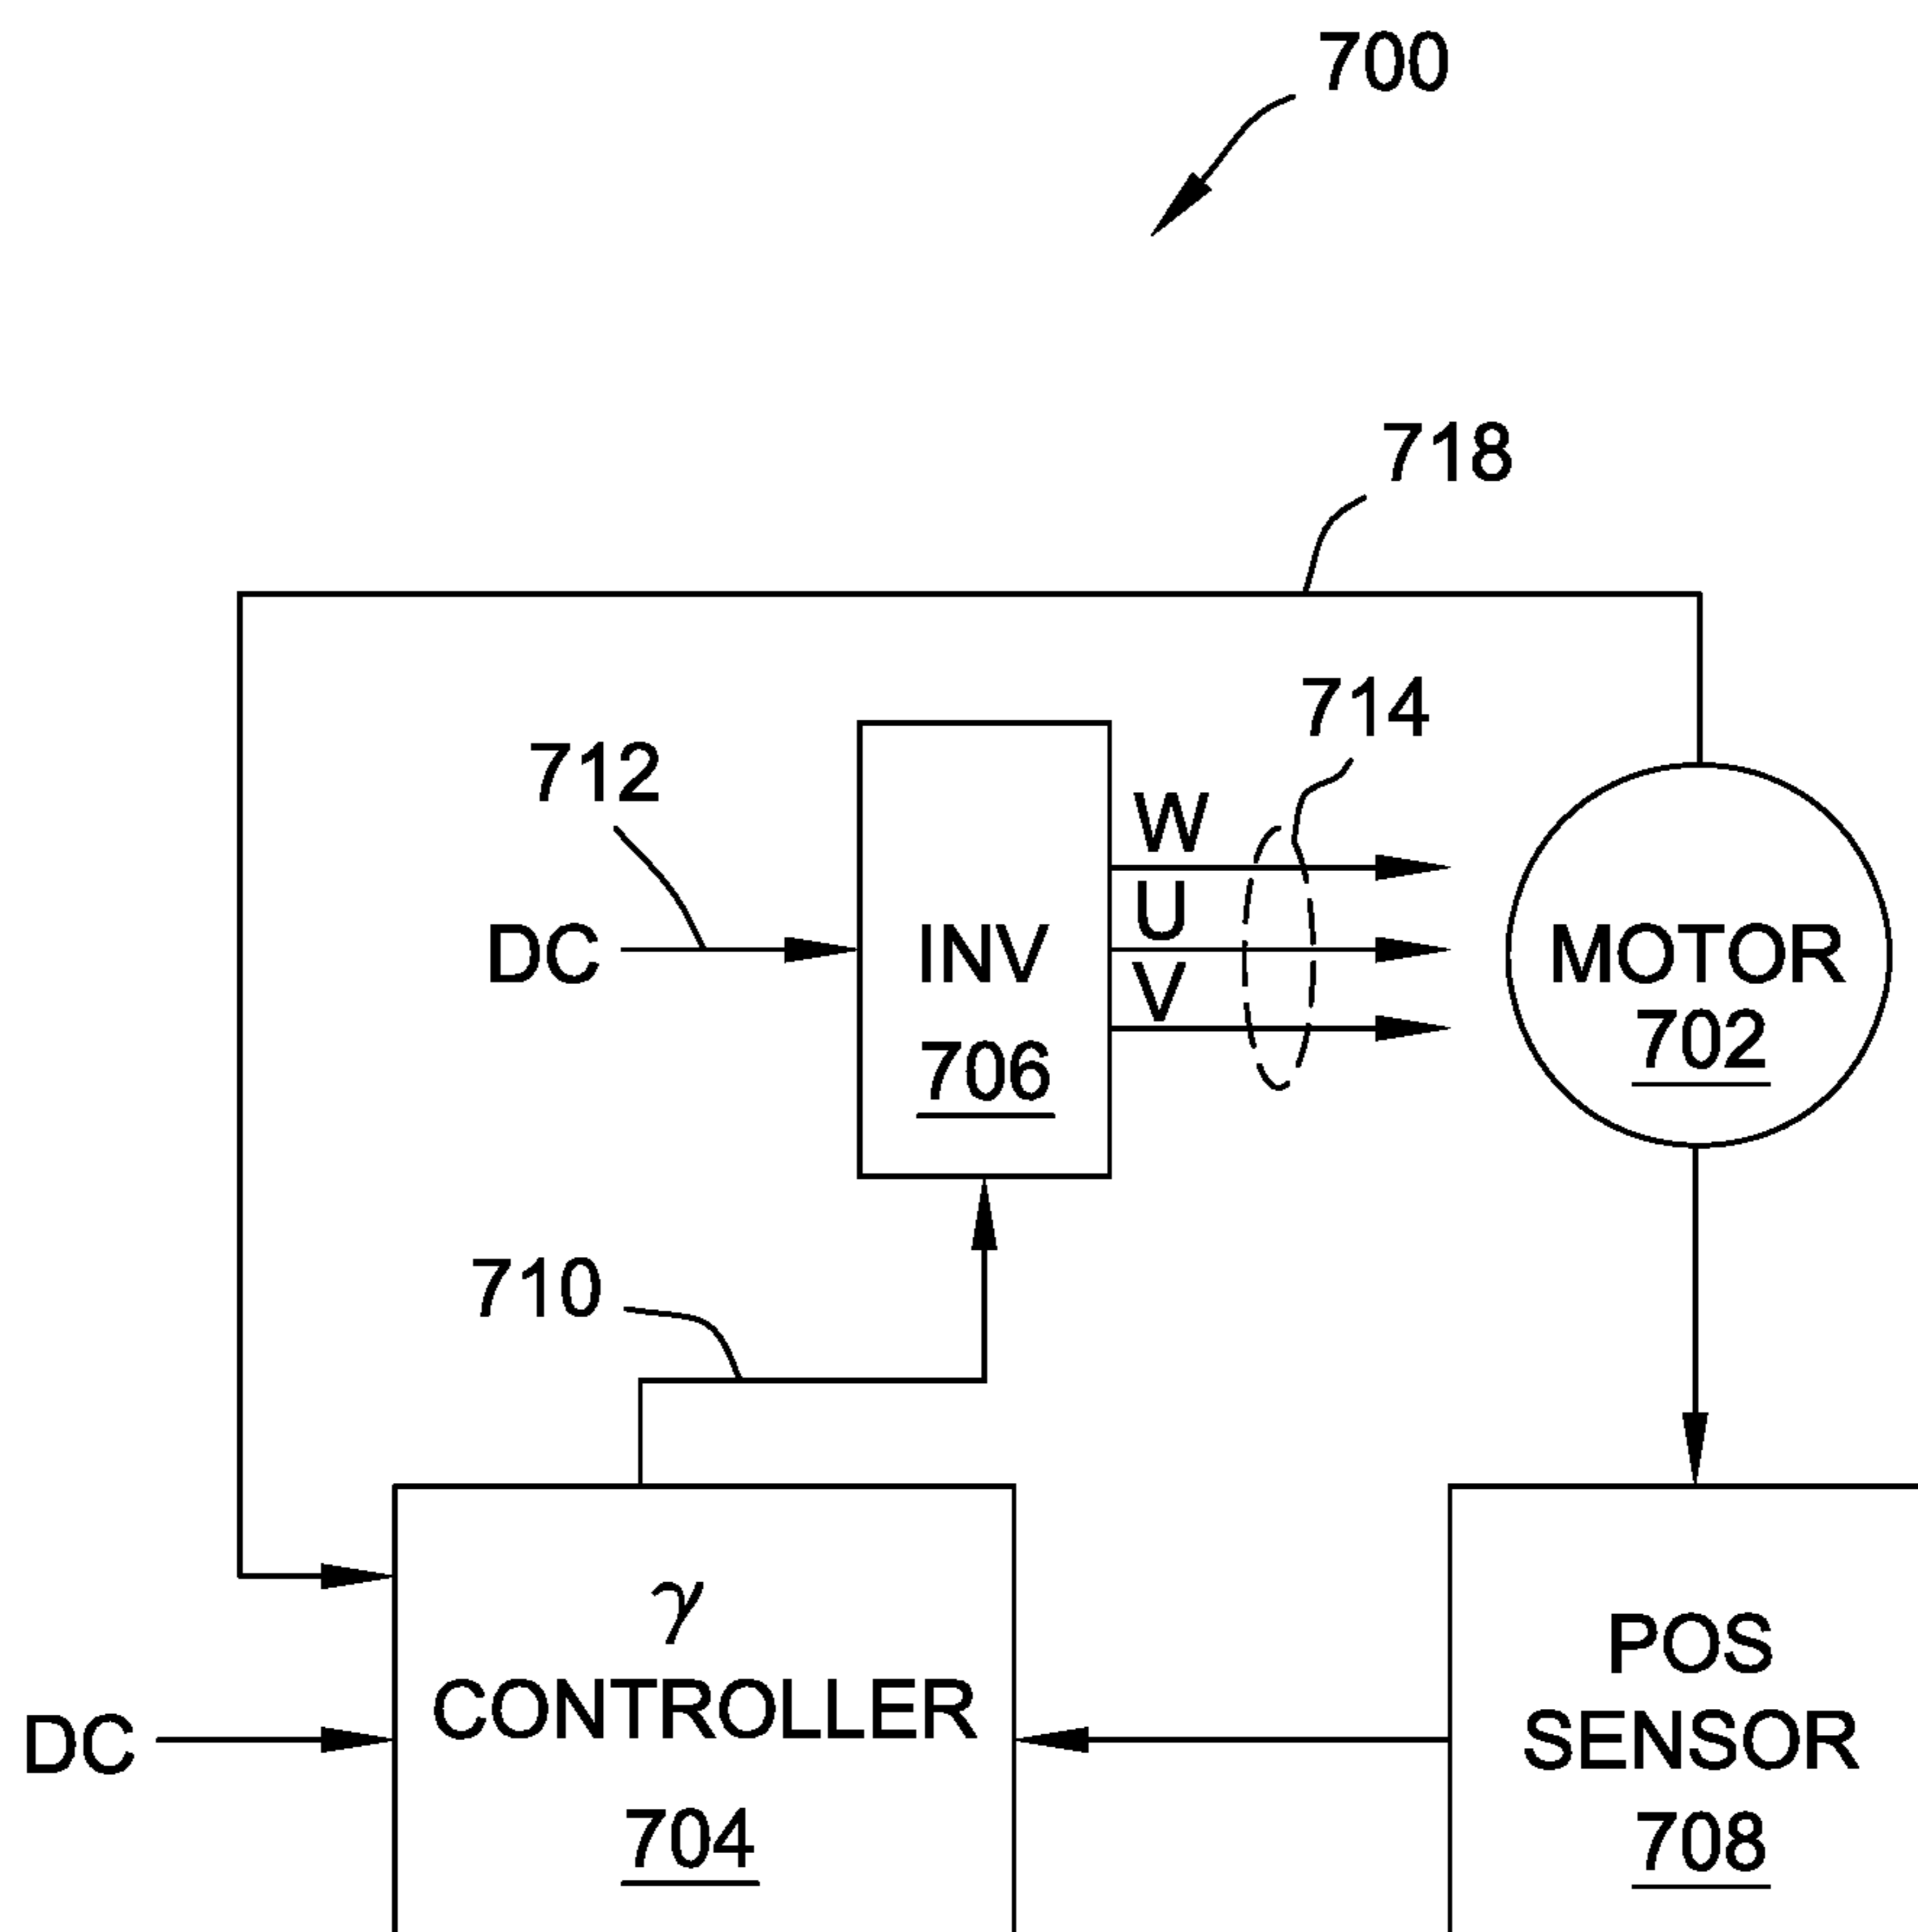 700
718
714
712
W
U
V
DC
INV
706
MOTOR
702
710
γ
CONTROLLER
704
DC
POS
SENSOR
708